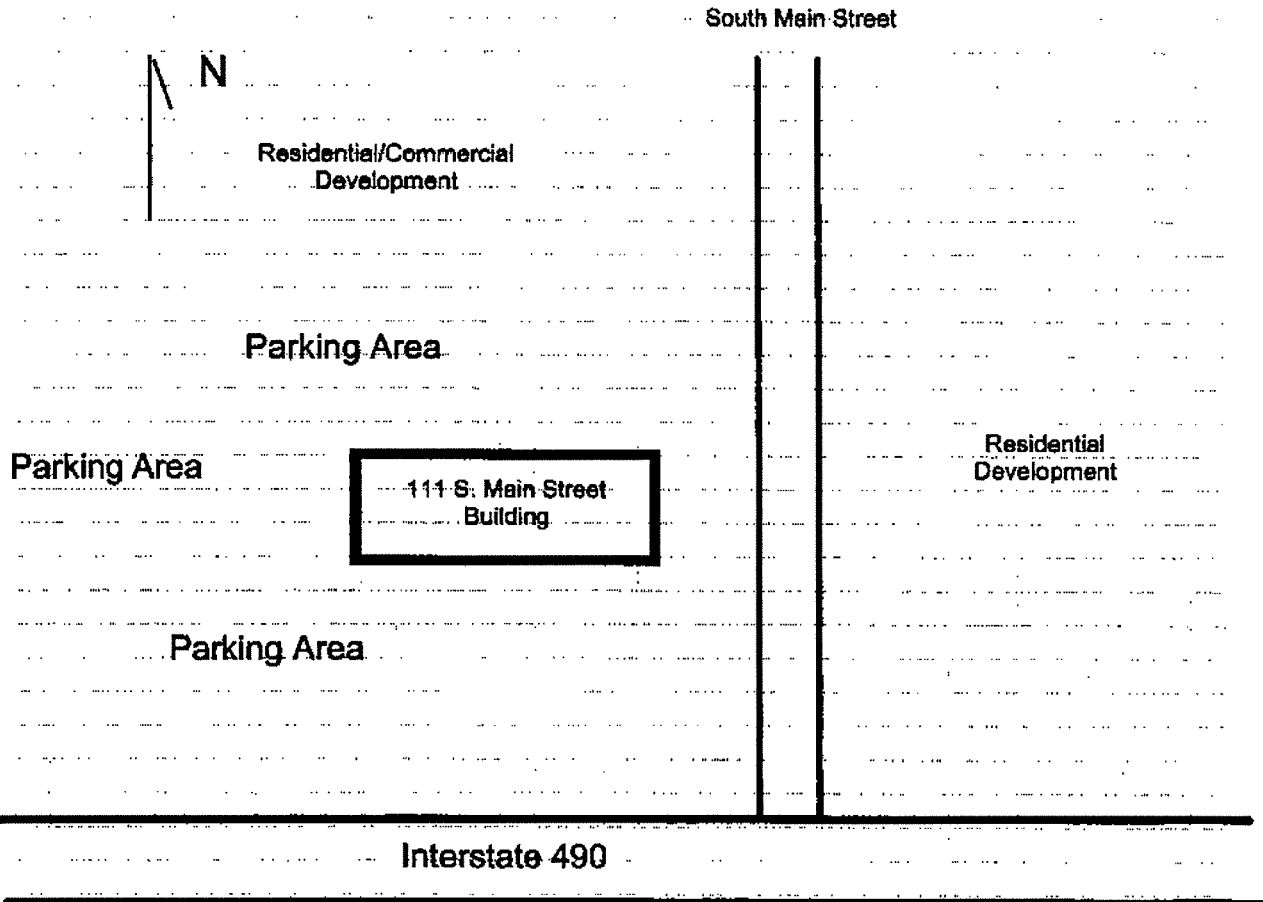 South Main Street
N
Residential/Commercial
Development
Parking Area
Parking Area
111 S. Main Street
Building
Residential
Development
Parking Area
Interstate 490